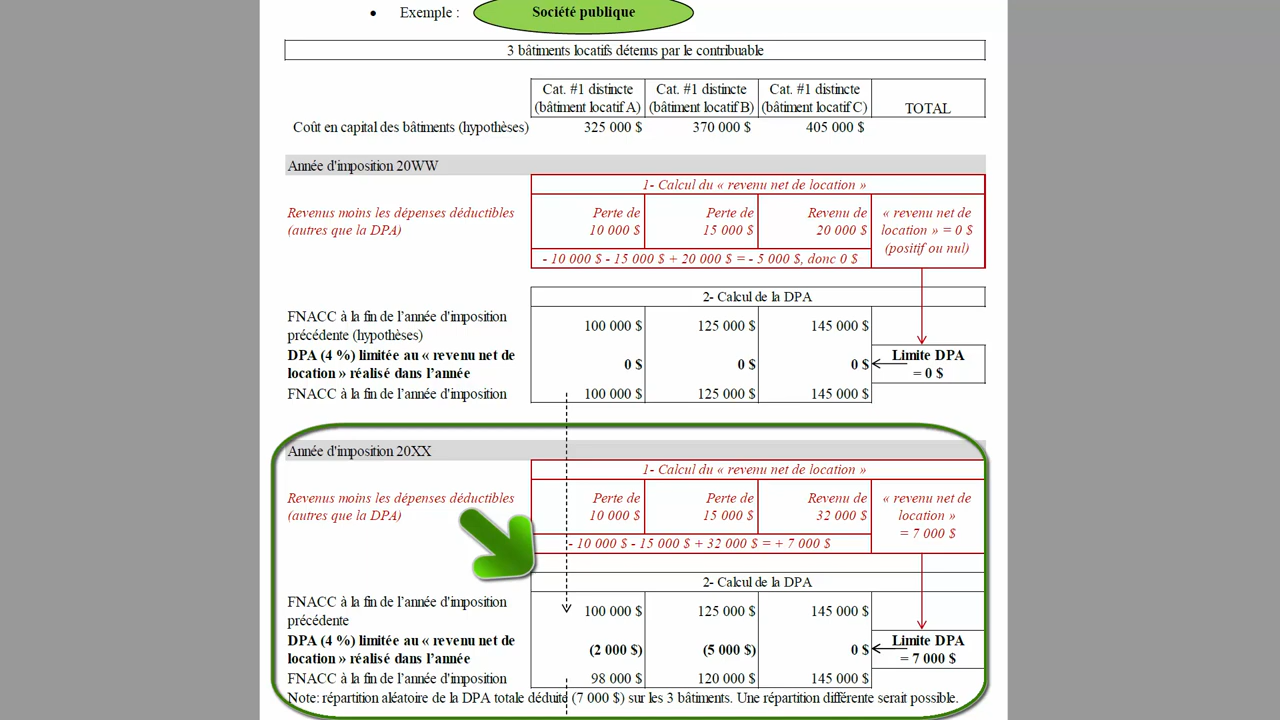 • Exemple : Société publique
3 bâtiments locatifs détenus par le contribuable
Cat. #1 distincte Cat. #1 distincte Cat. #1 distincte
(bâtiment locatif A) (bâtiment locatif B) (bâtiment locatif C) TOTAL
Coût en capital des bâtiments (hypothèses) 325 000 $ 370 000 $ 405 000 $
Année d'imposition 20WW
1- Calcul du « revenu net de location »
Revenus moins les dépenses déductibles Perte de Perte de Revenu de « revenu net de
(autres que la DPA) 10 000 $ 15 000 $ 20 000 $ location » = 0 $
(positif ou nul)
- 10 000 $ - 15 000 $ + 20 000 $ = - 5 000 $, donc 0 $
2- Calcul de la DPA
FNACC à la fin de l'année d'imposition
précédente (hypothèses) 100 000 $ 125 000 $ 145 000 $
DPA (4 %) limitée au « revenu net de Limite DPA
location » réalisé dans l'année 0 $ 0 $ 0 $ = 0 $
FNACC à la fin de l'année d'imposition 100 000 $ 125 000 $ 145 000 $
Année d'imposition 20XX
1- Calcul du « revenu net de location »
Revenus moins les dépenses déductibles Perte de Perte de Revenu de « revenu net de
(autres que la DPA) 10 000 $ 15 000 $ 32 000 $ location »
= 7 000 $
- 10 000 $ - 15 000 $ + 32 000 $ = + 7 000 $
2- Calcul de la DPA
FNACC à la fin de l'année d'imposition
précédente 100 000 $ 125 000 $ 145 000 $
DPA (4 %) limitée au « revenu net de Limite DPA
location » réalisé dans l'année (2 000 $) (5 000 $) 0 $ = 7 000 $
FNACC à la fin de l'année d'imposition 98 000 $ 120 000 $ 145 000 $
Note: répartition aléatoire de la DPA totale déduite (7 000 $) sur les 3 bâtiments. Une répartition différente serait possible.